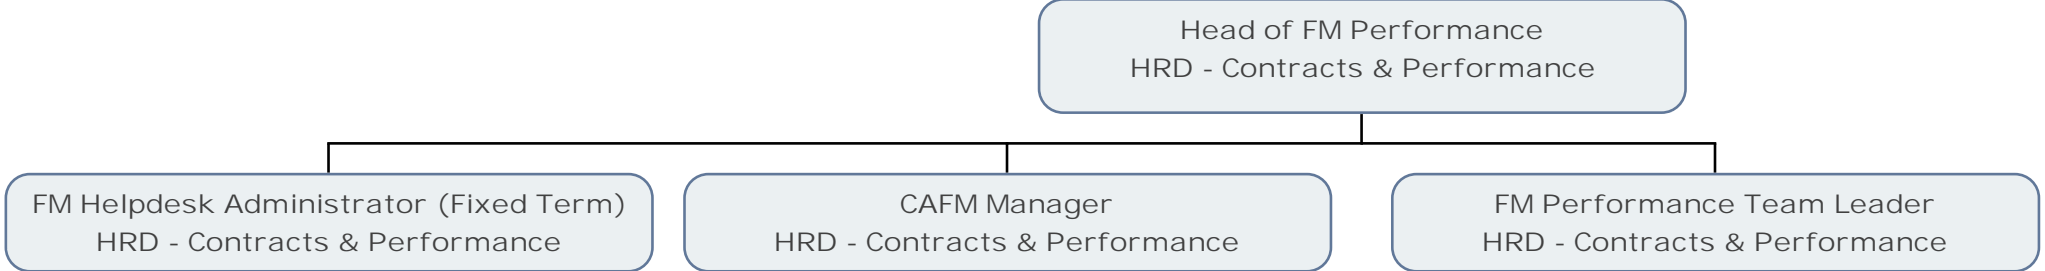 Head of FM Performance
HRD - Contracts & Performance
FM Helpdesk Administrator (Fixed Term)
HRD - Contracts & Performance
CAFM Manager
HRD - Contracts & Performance
FM Performance Team Leader
HRD - Contracts & Performance